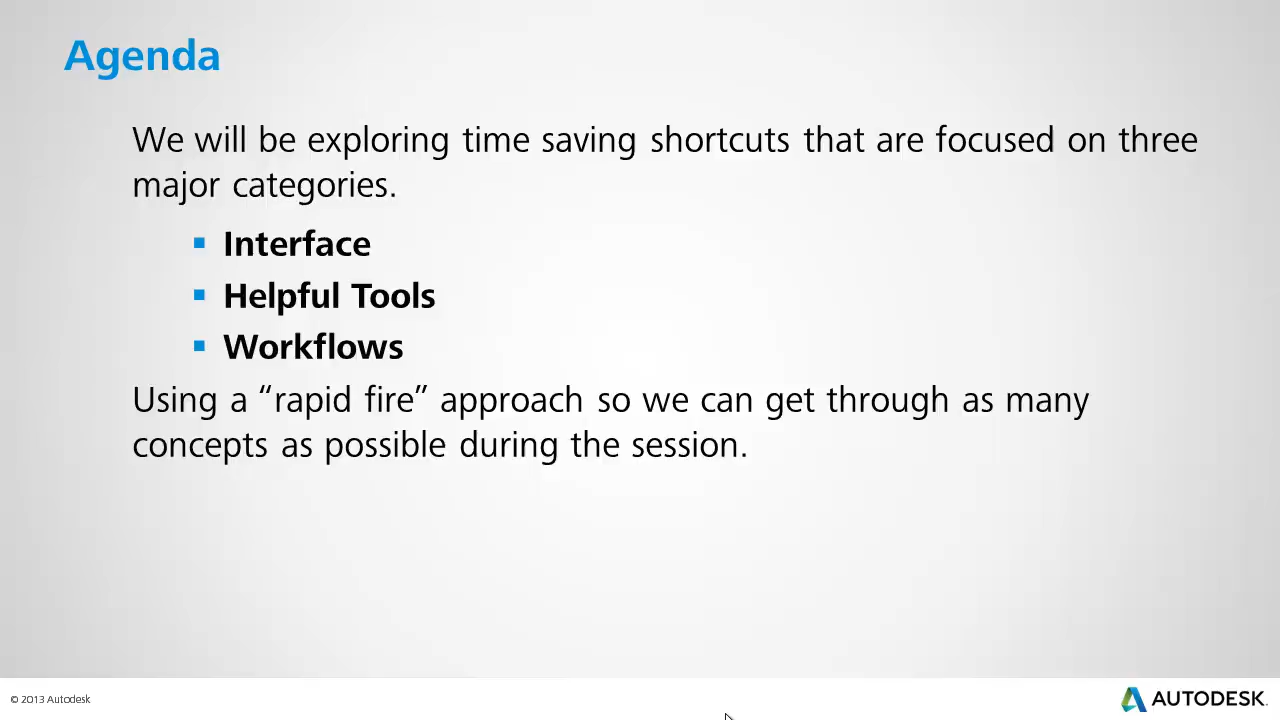 Agenda
We will be exploring time saving shortcuts that are focused on three
major categories.
▪ Interface
▪ Helpful Tools
▪ Workflows
Using a “rapid fire” approach so we can get through as many
concepts as possible during the session.
© 2013 Autodesk
AUTODESK.